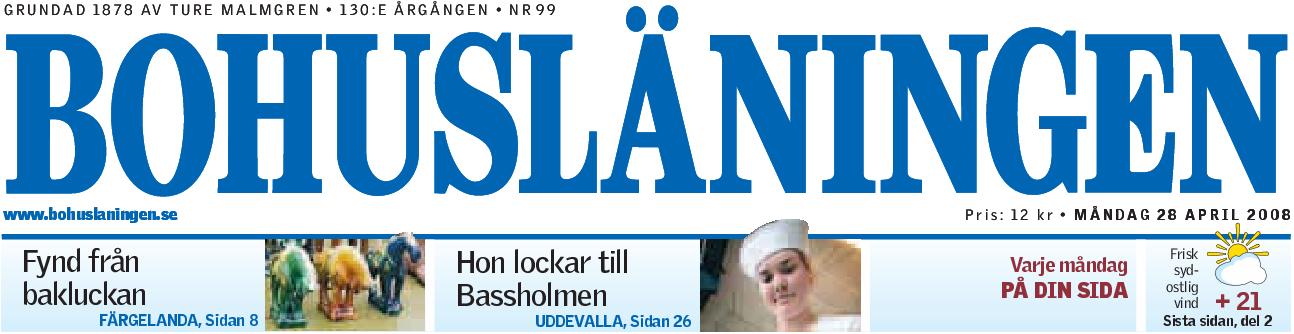 GRUNDAD 1878 AV TURE MALMGREN • 130:E ÅRGÅNGEN • NR 99
BOHUSLÄNINGEN
www.bohuslaningen.se
Pris: 12 kr • MÅNDAG 28 APRIL 2008
Fynd från
bakluckan
FÄRGELANDA, Sidan 8
Hon lockar till
Bassholmen
UDDEVALLA, Sidan 26
Varje måndag
PÅ DIN SIDA
Frisk
syd-
ostlig
vind
+ 21
Sista sidan, del 2